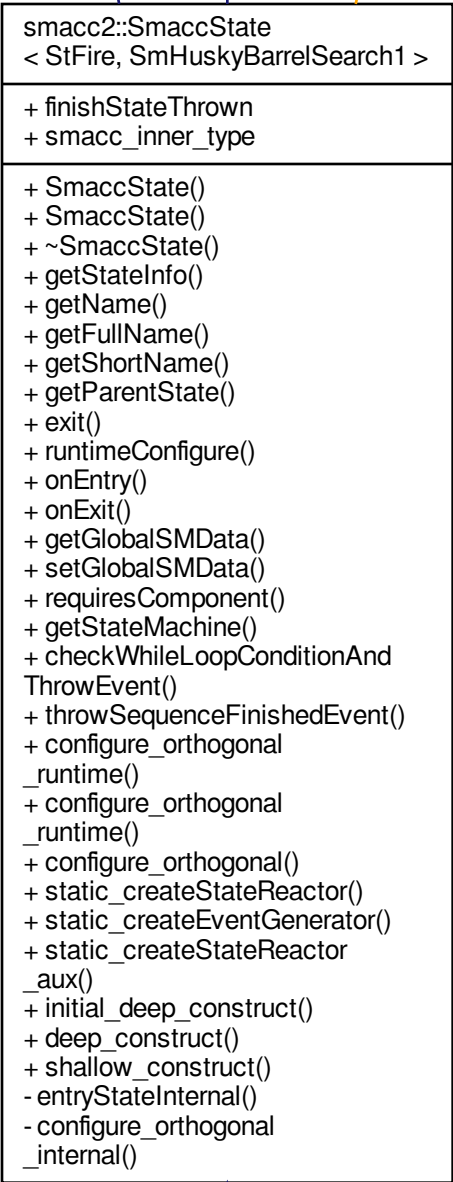 smacc2::SmaccState
< StFire, SmHuskyBarrelSearch1 >
+ finishStateThrown
+ smacc_inner_type
+ SmaccState()
+ SmaccState()
+ ~SmaccState()
+ getStateInfo()
+ getName()
+ getFullName()
+ getShortName()
+ getParentState()
+ exit()
+ runtimeConfigure()
+ onEntry()
+ onExit()
+ getGlobalSMData()
+ setGlobalSMData()
+ requiresComponent()
+ getStateMachine()
+ checkWhileLoopConditionAnd
ThrowEvent()
+ throwSequenceFinishedEvent()
+ configure_orthogonal
_runtime()
+ configure_orthogonal
_runtime()
+ configure_orthogonal()
+ static_createStateReactor()
+ static_createEventGenerator()
+ static_createStateReactor
_aux()
+ initial_deep_construct()
+ deep_construct()
+ shallow_construct()
- entryStateInternal()
- configure_orthogonal
_internal()